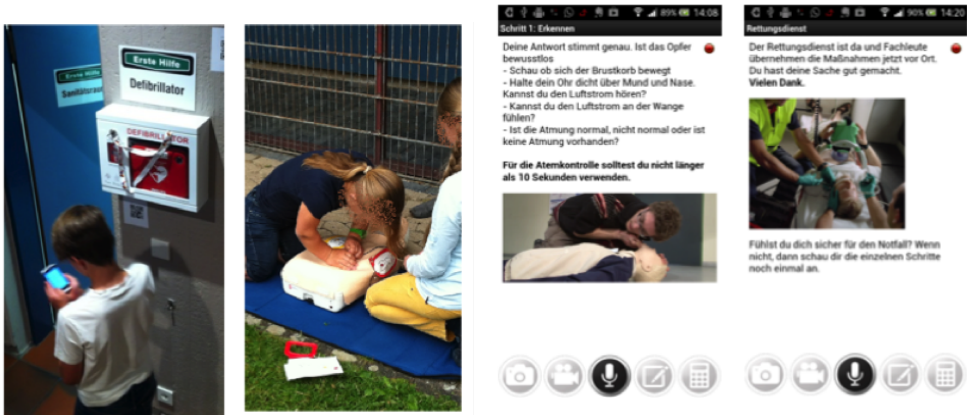 Erste Hilfe
Defibrillator
Erste Hilfe
Sanitätsraum
DEFIBRILLATOR
89% 14:08
Schritt 1: Erkennen
Deine Antwort stimmt genau. Ist das Opfer
bewusstlos
- Schau ob sich der Brustkorb bewegt
- Halte dein Ohr dicht über Mund und Nase.
Kannst du den Luftstrom hören?
- Kannst du den Luftstrom an der Wange
fühlen?
- Ist die Atmung normal, nicht normal oder ist
keine Atmung vorhanden?
Für die Atemkontrolle solltest du nicht länger
als 10 Sekunden verwenden.
90% 14:20
Rettungsdienst
Der Rettungsdienst ist da und Fachleute
übernehmen die Maßnahmen jetzt vor Ort.
Du hast deine Sache gut gemacht.
Vielen Dank.
Fühlst du dich sicher für den Notfall? Wenn
nicht, dann schau dir die einzelnen Schritte
noch einmal an.